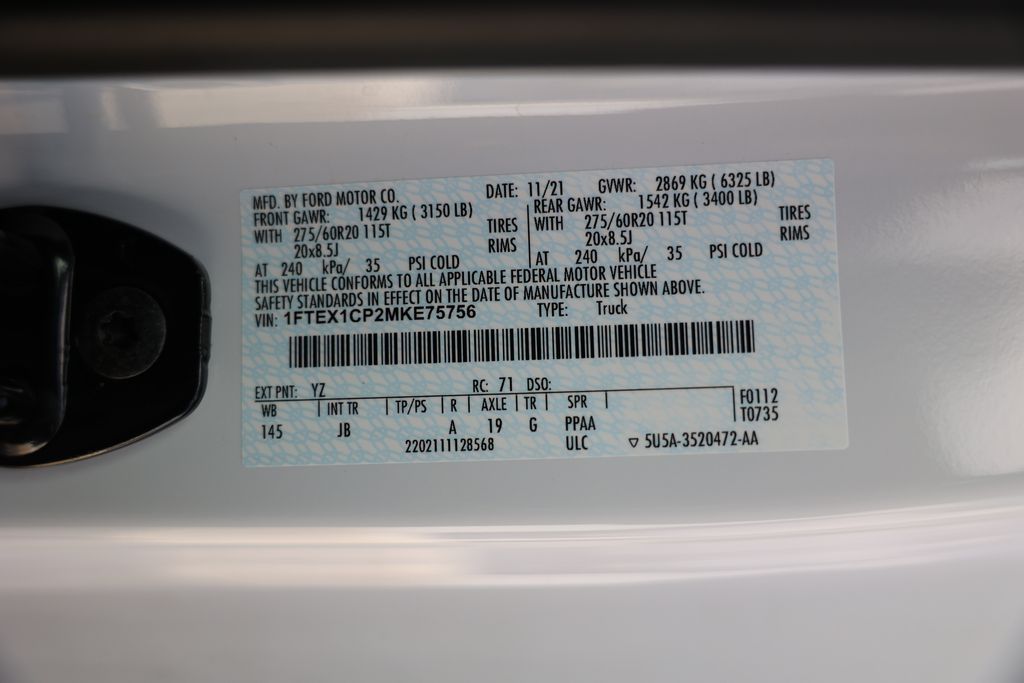 MFD. BY FORD MOTOR CO. DATE: 11/21 GVWR: 2869 KG ( 6325 LB)
FRONT GAWR: 1429 KG ( 3150 LB) REAR GAWR: 1542 KG ( 3400 LB)
WITH 275/60R20 115T TIRES WITH 275/60R20 115T TIRES
20x8.5J RIMS 20x8.5J RIMS
AT 240 kPa/ 35 PSI COLD AT 240 kPa/ 35 PSI COLD
THIS VEHICLE CONFORMS TO ALL APPLICABLE FEDERAL MOTOR VEHICLE
SAFETY STANDARDS IN EFFECT ON THE DATE OF MANUFACTURE SHOWN ABOVE.
VIN: 1FTEX1CP2MKE75756 TYPE: Truck
EXT PNT: YZ RC: 71 DSO:
WB INT TR TP/PS R AXLE TR SPR F0112
145 JB A 19 G PPAA T0735
2202111128568 ULC ▽ 5U5A-3520472-AA